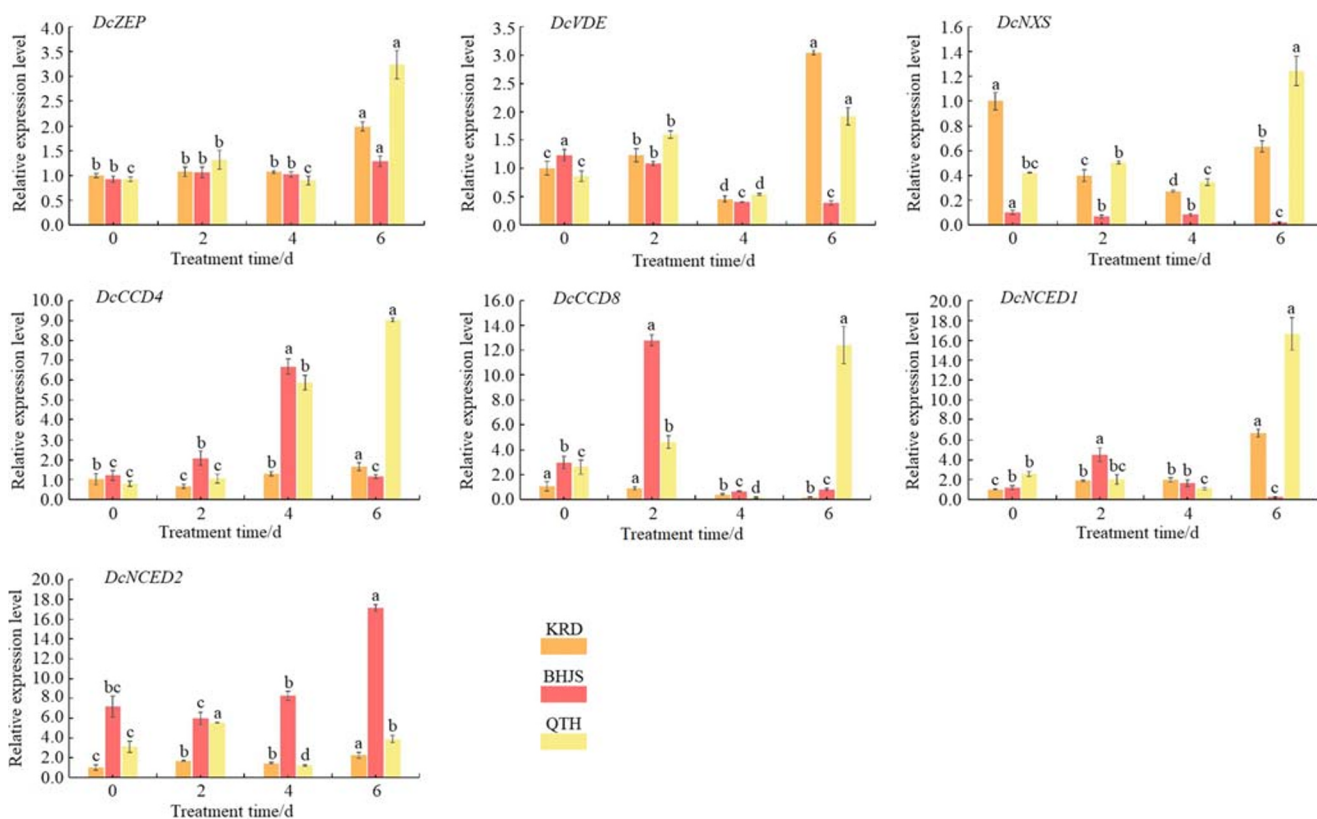 DcZEP
Relative expression level
4.0
3.5
3.0
2.5
2.0
1.5
1.0
0.5
0.0
b b c
b b b
b b c
a a a
0 2 4 6
Treatment time/d
DcVDE
Relative expression level
3.5
3.0
2.5
2.0
1.5
1.0
0.5
0.0
c a c
b b b
d c d
a c a
0 2 4 6
Treatment time/d
DcNXS
Relative expression level
1.6
1.4
1.2
1.0
0.8
0.6
0.4
0.2
0.0
a a bc
c b b
d b c
b c a
0 2 4 6
Treatment time/d
DcCCD4
Relative expression level
10.0
9.0
8.0
7.0
6.0
5.0
4.0
3.0
2.0
1.0
0.0
b c c
c b c
b a b
a c a
0 2 4 6
Treatment time/d
DcCCD8
Relative expression level
16.0
14.0
12.0
10.0
8.0
6.0
4.0
2.0
0.0
a b b
a a b
b c d
b c a
0 2 4 6
Treatment time/d
DcNCED1
Relative expression level
20.0
18.0
16.0
14.0
12.0
10.0
8.0
6.0
4.0
2.0
0.0
c b b
b a bc
b b c
a c a
0 2 4 6
Treatment time/d
DcNCED2
Relative expression level
20.0
18.0
16.0
14.0
12.0
10.0
8.0
6.0
4.0
2.0
0.0
c bc c
b c a
b b d
a a b
0 2 4 6
Treatment time/d
KRD
BHJS
QTH